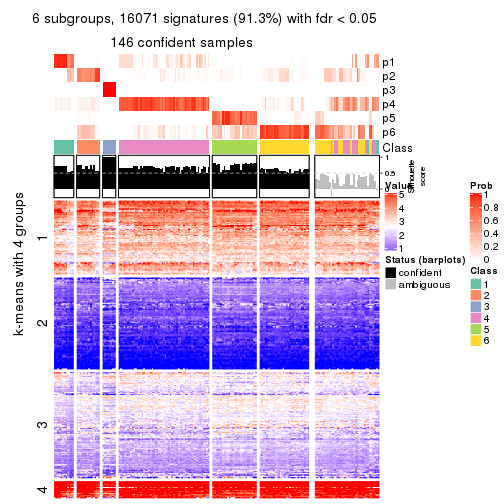 6 subgroups, 16071 signatures (91.3%) with fdr < 0.05
146 confident samples
p1
p2
p3
p4
p5
p6
Class
1
0.5
0
Silhouette
score
k-means with 4 groups
1
2
3
4
Value
5
4
3
2
1
Status (barplots)
confident
ambiguous
Prob
1
0.8
0.6
0.4
0.2
0
Class
1
2
3
4
5
6